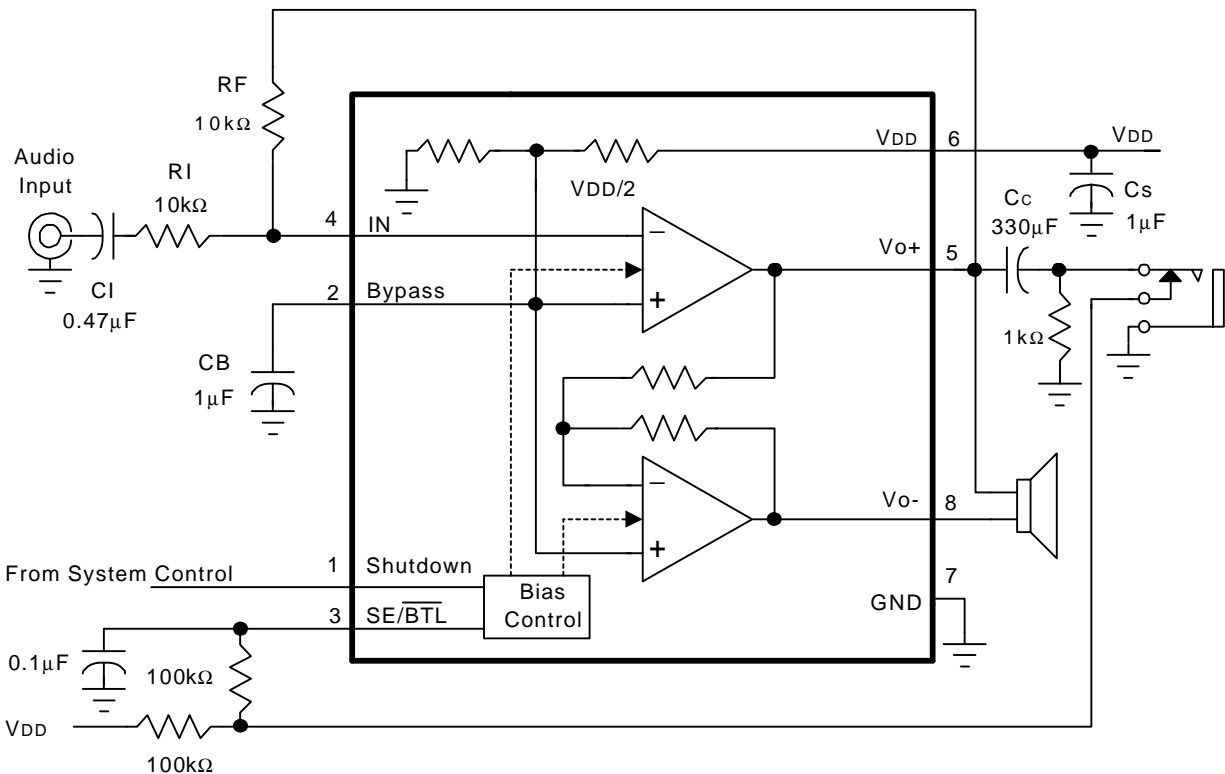 RF
10kΩ
Audio
Input
RI
10kΩ
CI
0.47μF
4
IN
2
Bypass
CB
1μF
VDD/2
VDD
6
VDD
Cs
1μF
Cc
330μF
Vo+
5
1kΩ
−
+
−
+
Vo-
8
7
GND
From System Control
1
Shutdown
3
SE/BTL
Bias
Control
0.1μF
100kΩ
VDD
100kΩ